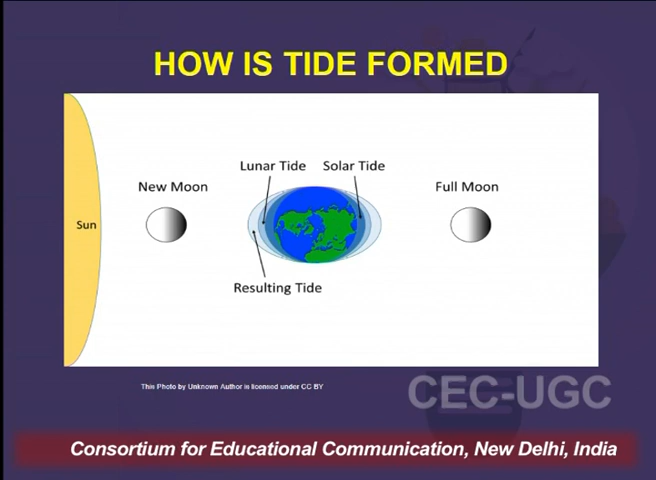 HOW IS TIDE FORMED
Lunar Tide Solar Tide
New Moon Full Moon
Sun
Resulting Tide
This Photo by Unknown Author is licensed under CC BY
CEC-UGC
Consortium for Educational Communication, New Delhi, India